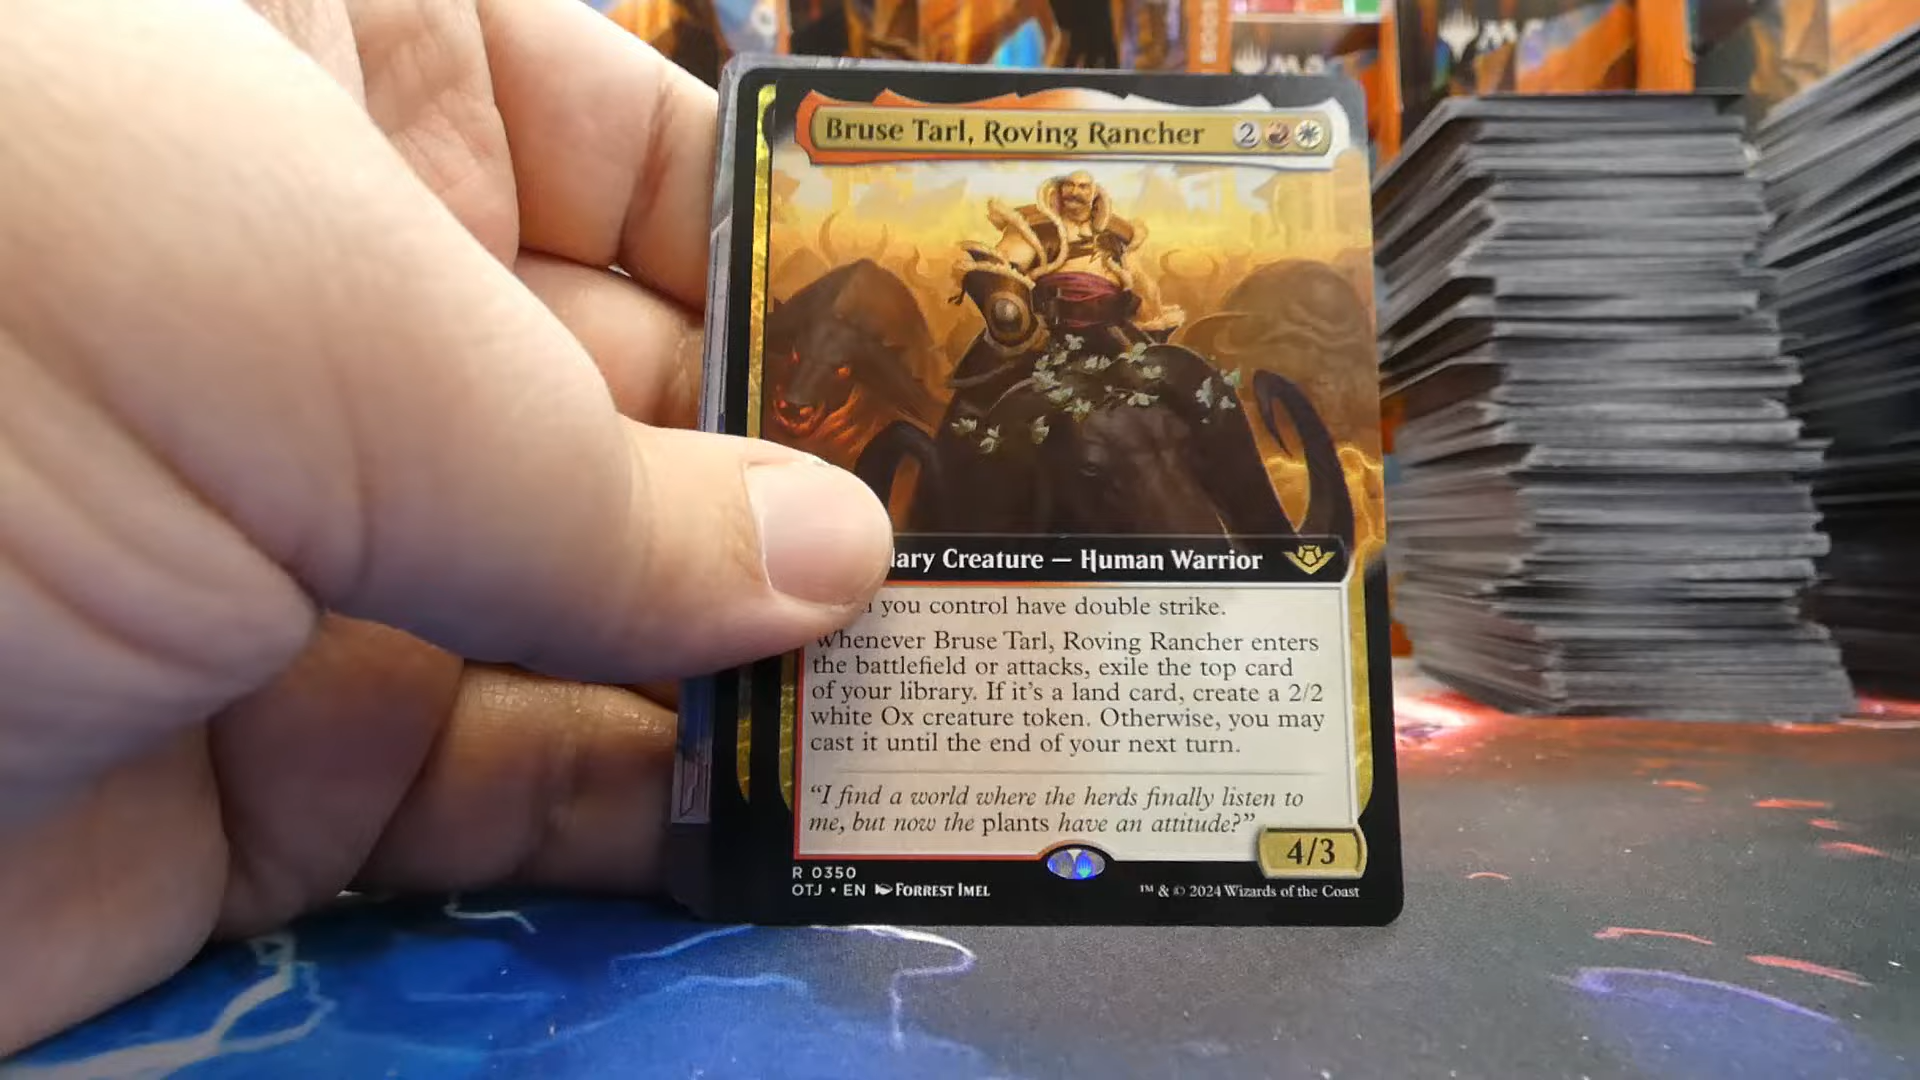 Bruse Tarl, Roving Rancher 2
lary Creature — Human Warrior
you control have double strike.
Whenever Bruse Tarl, Roving Rancher enters
the battlefield or attacks, exile the top card
of your library. If it's a land card, create a 2/2
white Ox creature token. Otherwise, you may
cast it until the end of your next turn.
“I find a world where the herds finally listen to
me, but now the plants have an attitude?”
4/3
R 0350
OTJ • EN FORREST IMEL
™ & © 2024 Wizards of the Coast